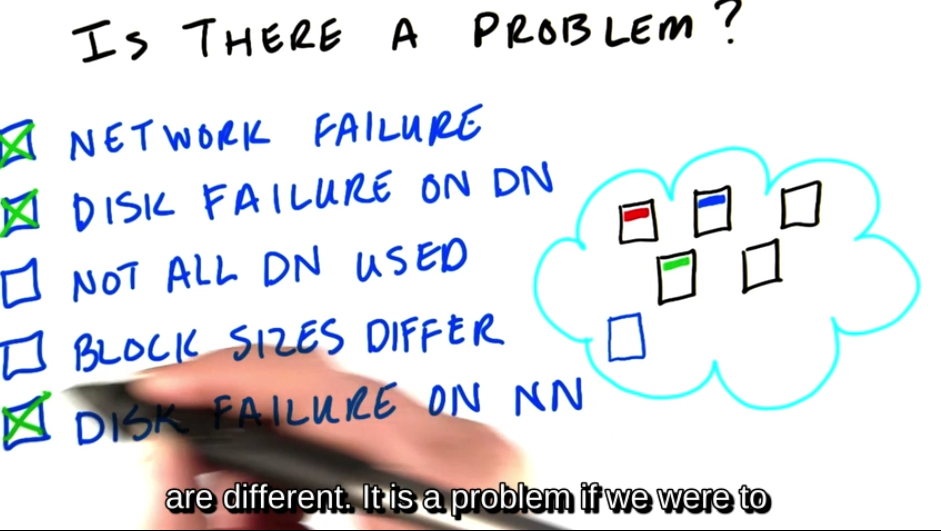 IS THERE A PROBLEM?
NETWORK FAILURE
DISK FAILURE ON DN
NOT ALL DN USED
BLOCK SIZES DIFFER
DISK FAILURE ON NN
are different. It is a problem if we were to